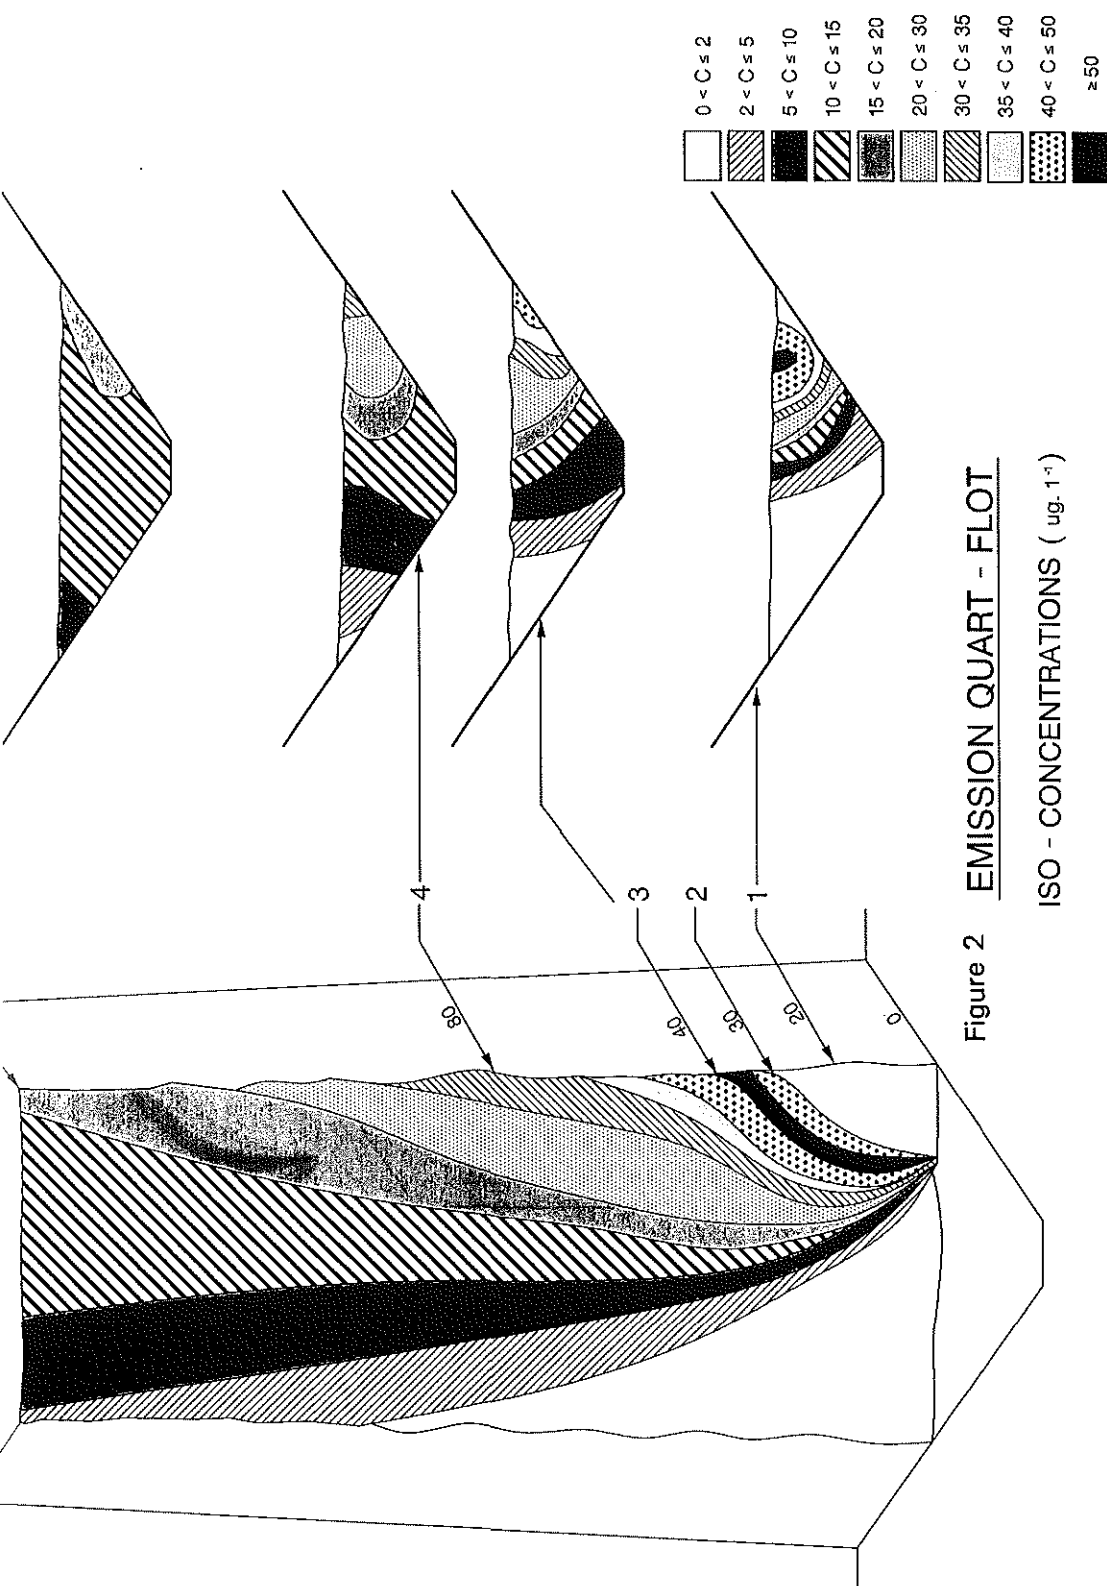 0 < C ≤ 2
2 < C ≤ 5
5 < C ≤ 10
10 < C ≤ 15
15 < C ≤ 20
20 < C ≤ 30
30 < C ≤ 35
35 < C ≤ 40
40 < C ≤ 50
≥ 50
4
3
2
1
80
40
30
20
0
Figure 2 EMISSION QUART - FLOT
ISO - CONCENTRATIONS ( ug. 1⁻¹)